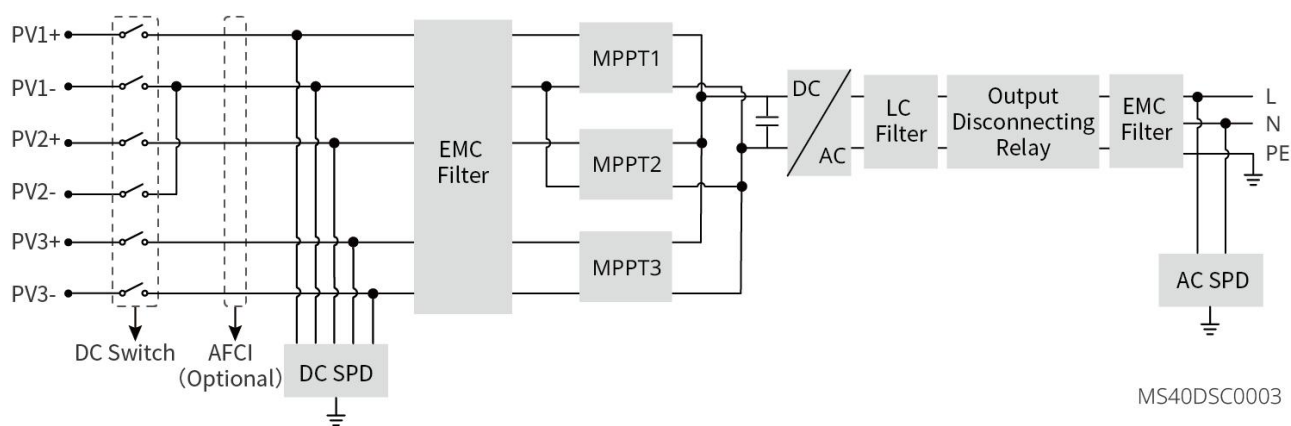 PV1+
PV1-
PV2+
PV2-
PV3+
PV3-
DC Switch
AFCI
(Optional)
DC SPD
EMC
Filter
MPPT1
MPPT2
MPPT3
DC
AC
LC
Filter
Output
Disconnecting
Relay
EMC
Filter
L
N
PE
AC SPD
MS40DSC0003